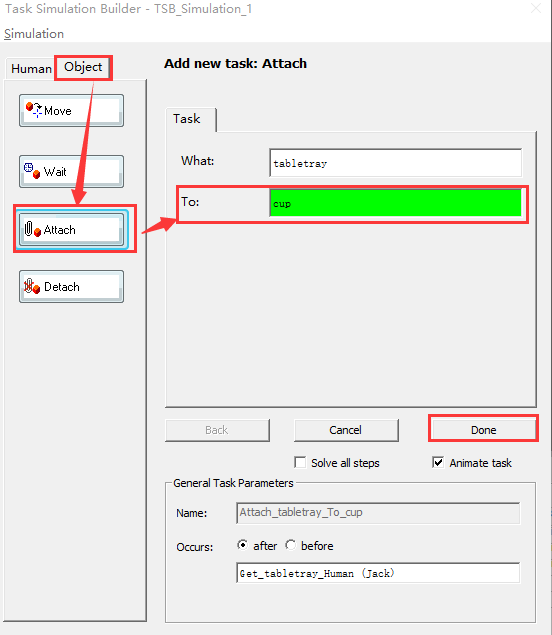 Task Simulation Builder - TSB_Simulation_1
Simulation
Human
Object
Move
Wait
Attach
Detach
Add new task: Attach
Task
What:
tabletray
To:
cup
Back
Cancel
Done
Solve all steps
Animate task
General Task Parameters
Name:
Attach_tabletray_To_cup
Occurs:
after
before
Get_tabletray_Human (Jack)